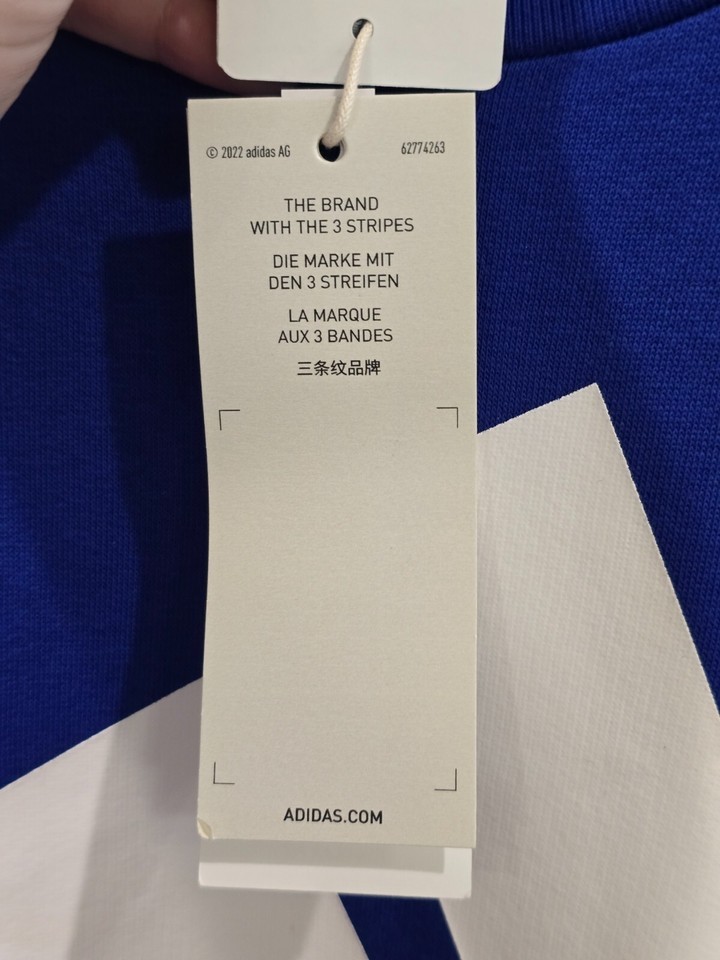 © 2022 adidas AG 62774263
THE BRAND
WITH THE 3 STRIPES
DIE MARKE MIT
DEN 3 STREIFEN
LA MARQUE
AUX 3 BANDES
三条纹品牌
ADIDAS.COM